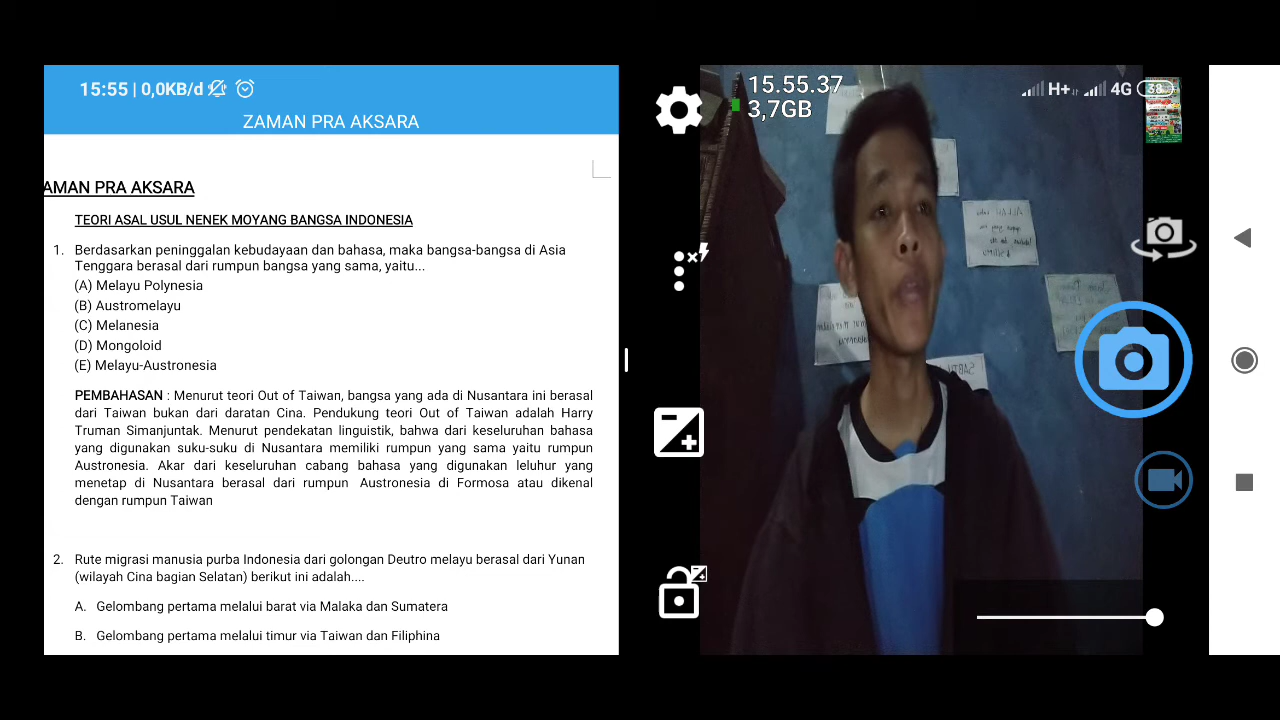 15:55 | 0,0KB/d
ZAMAN PRA AKSARA
AMAN PRA AKSARA
TEORI ASAL USUL NENEK MOYANG BANGSA INDONESIA
1. Berdasarkan peninggalan kebudayaan dan bahasa, maka bangsa-bangsa di Asia
Tenggara berasal dari rumpun bangsa yang sama, yaitu...
(A) Melayu Polynesia
(B) Austromelayu
(C) Melanesia
(D) Mongoloid
(E) Melayu-Austronesia
PEMBAHASAN : Menurut teori Out of Taiwan, bangsa yang ada di Nusantara ini berasal
dari Taiwan bukan dari daratan Cina. Pendukung teori Out of Taiwan adalah Harry
Truman Simanjuntak. Menurut pendekatan linguistik, bahwa dari keseluruhan bahasa
yang digunakan suku-suku di Nusantara memiliki rumpun yang sama yaitu rumpun
Austronesia. Akar dari keseluruhan cabang bahasa yang digunakan leluhur yang
menetap di Nusantara berasal dari rumpun Austronesia di Formosa atau dikenal
dengan rumpun Taiwan
2. Rute migrasi manusia purba Indonesia dari golongan Deutro melayu berasal dari Yunan
(wilayah Cina bagian Selatan) berikut ini adalah....
A. Gelombang pertama melalui barat via Malaka dan Sumatera
B. Gelombang pertama melalui timur via Taiwan dan Filiphina
15.55.37
3,7GB
H+ 4G 38